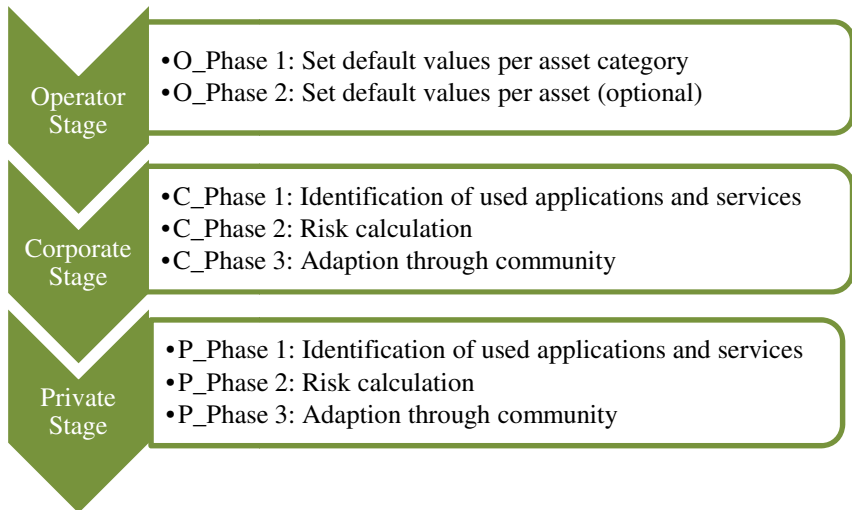 Operator
Stage
•O_Phase 1: Set default values per asset category
•O_Phase 2: Set default values per asset (optional)
Corporate
Stage
•C_Phase 1: Identification of used applications and services
•C_Phase 2: Risk calculation
•C_Phase 3: Adaption through community
Private
Stage
•P_Phase 1: Identification of used applications and services
•P_Phase 2: Risk calculation
•P_Phase 3: Adaption through community